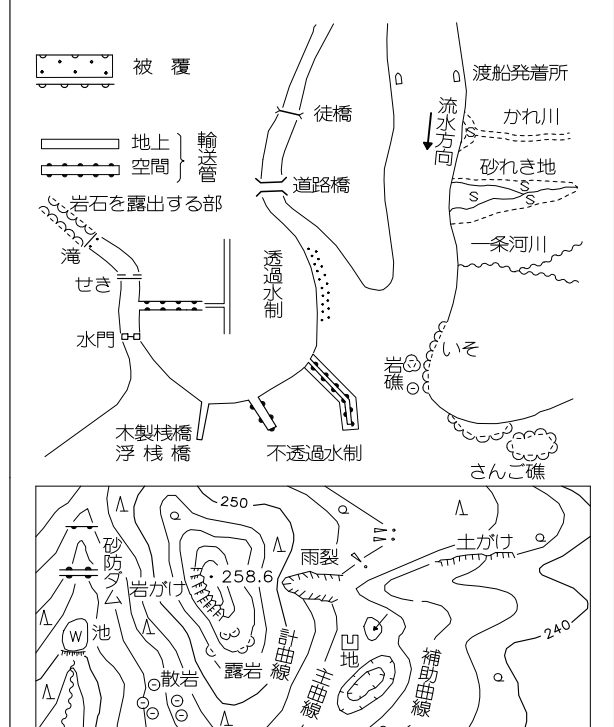 被覆
渡船発着所
流水方向
徒橋
かれ川
地上
空間
輸送管
砂れき地
道路橋
岩石を露出する部
滝
一条河川
せき
透過水制
水門
いそ
岩礁
木製桟橋
浮桟橋
不透過水制
さんご礁
250
砂防ダム
雨裂
土がけ
岩がけ
258.6
W
池
240
計曲線
凹地
補助曲線
露岩
散岩
主曲線
S
S
S
S